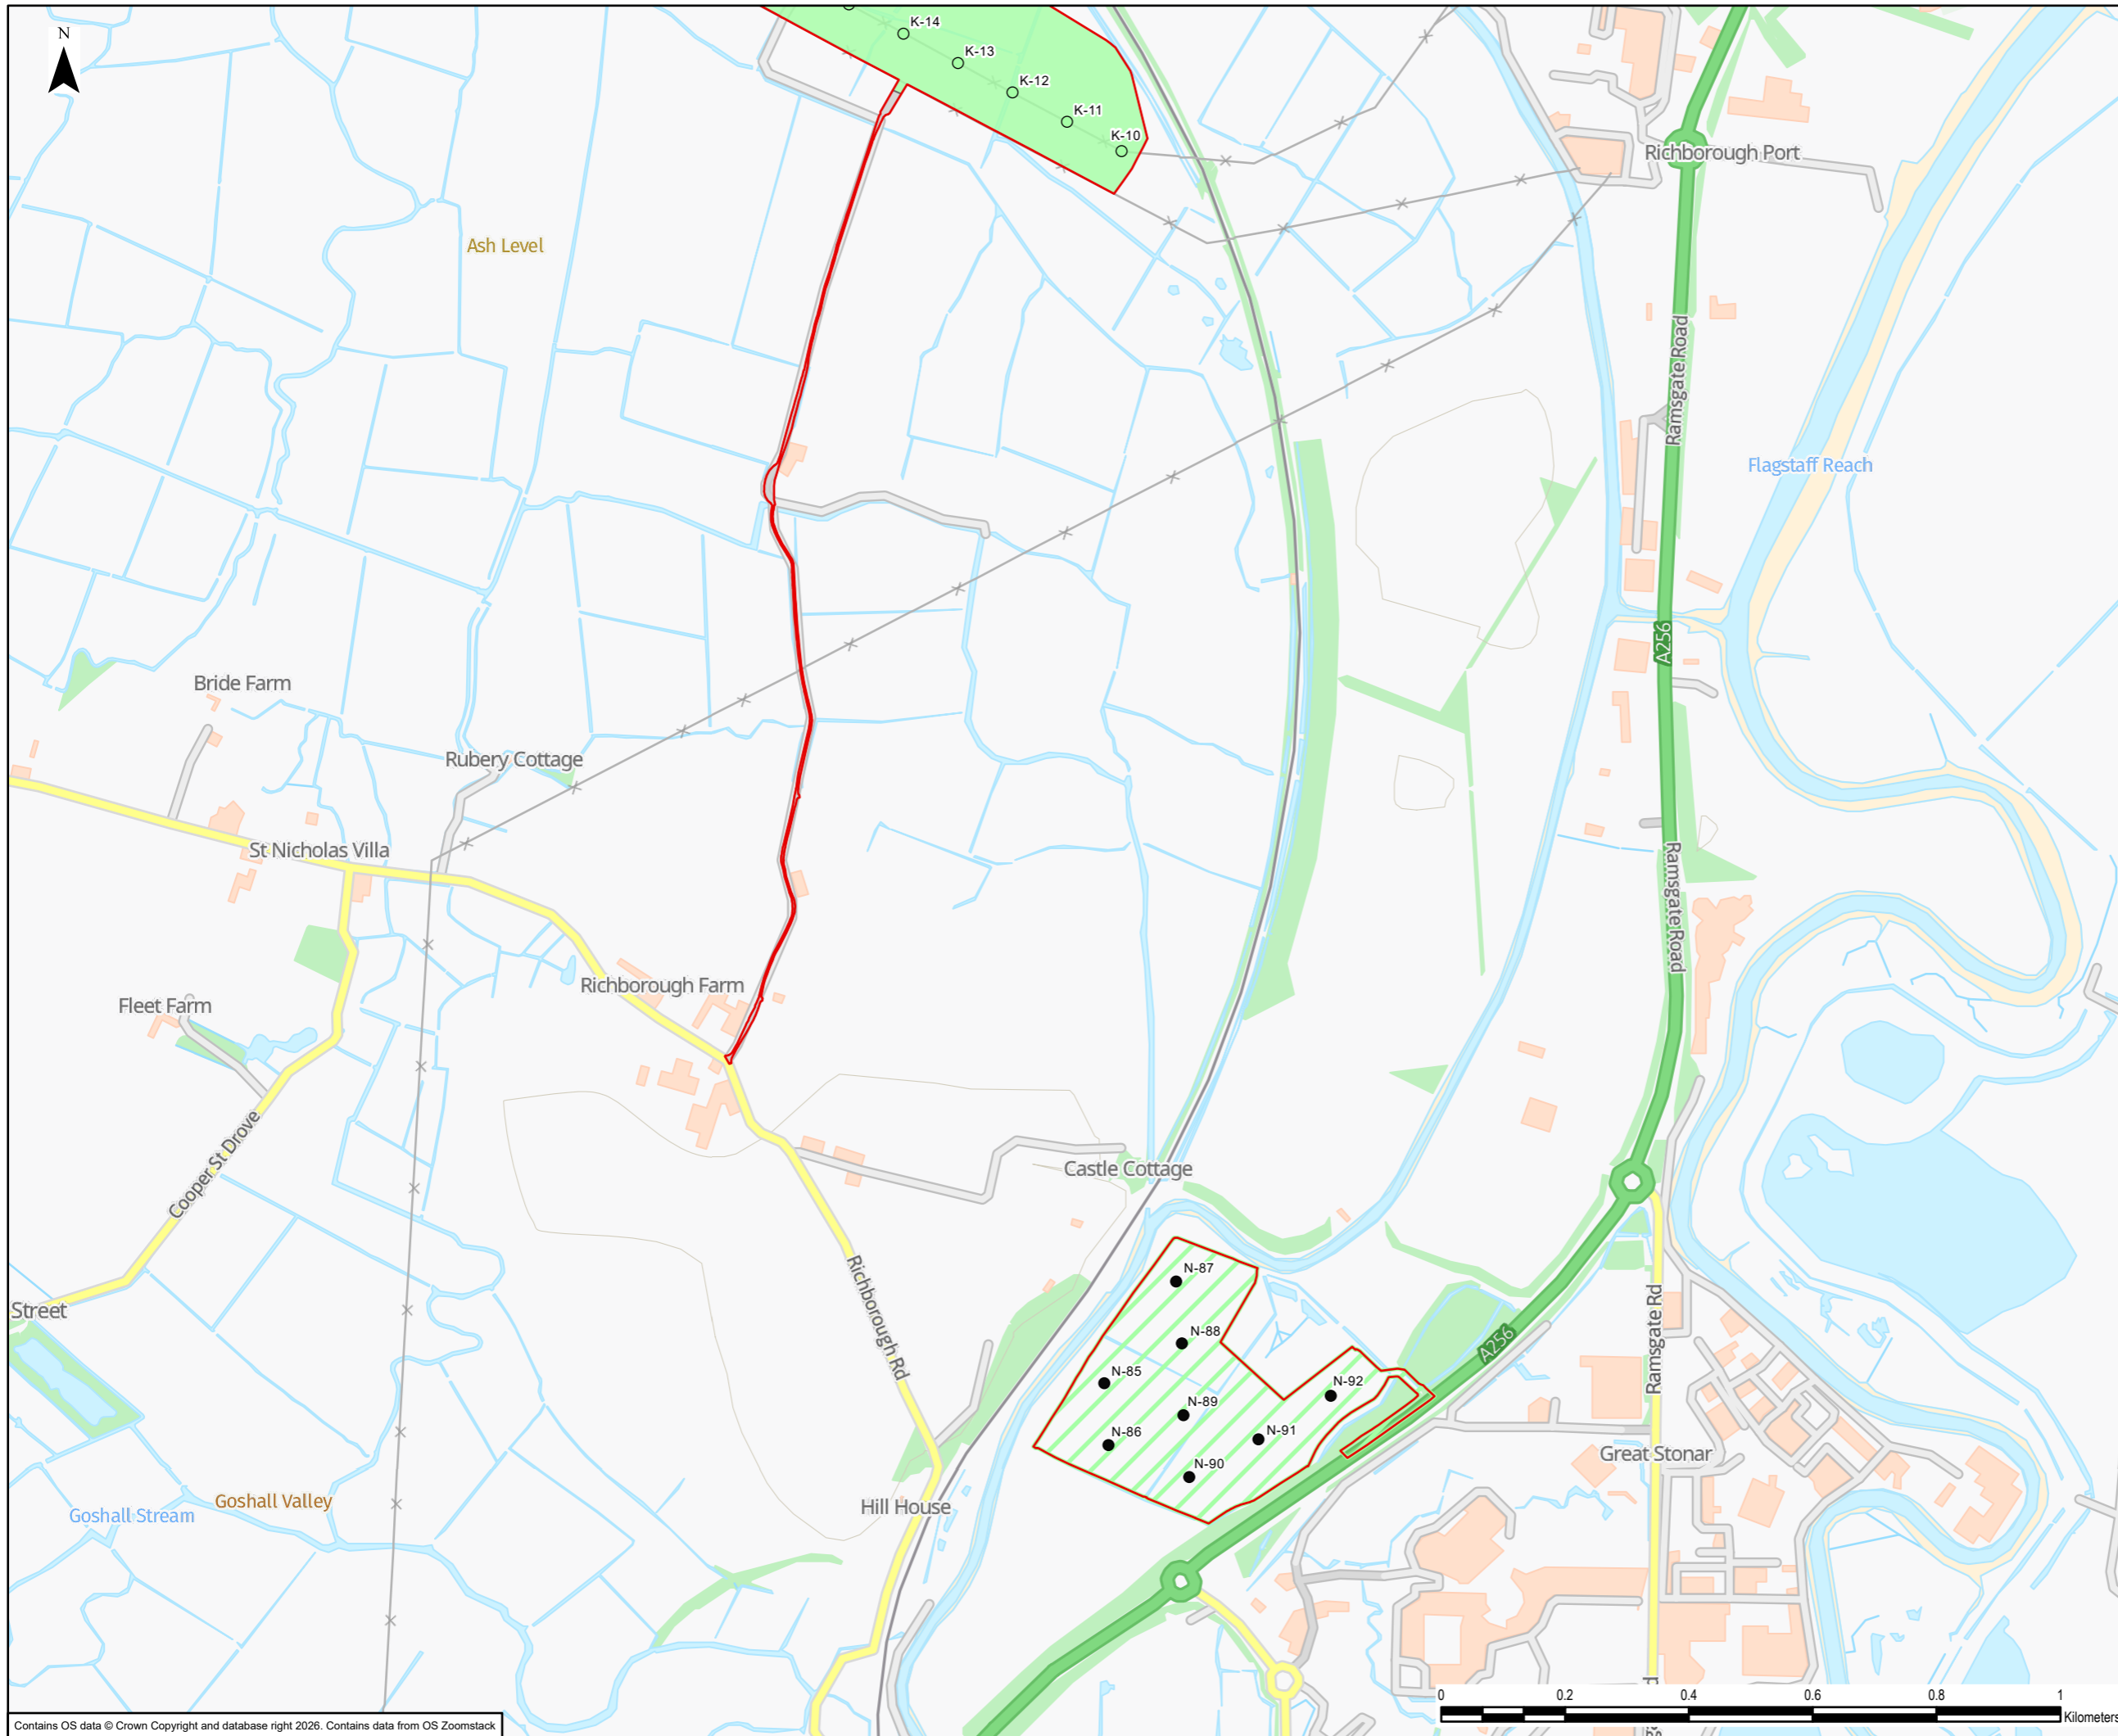 N
K-14
K-13
K-12
K-11
K-10
Richborough Port
Ash Level
Ramsgate Road
Flagstaff Reach
A256
Bride Farm
Rubery Cottage
St Nicholas Villa
Ramsgate Road
Richborough Farm
Fleet Farm
Cooper St Drove
Castle Cottage
Street
Richborough Rd
N-87
N-88
N-85
N-92
N-89
N-91
N-86
N-90
A256
Ramsgate Rd
Great Stonar
Hill House
Goshall Valley
Goshall Stream
0
0.2
0.4
0.6
0.8
1
Kilometers
Contains OS data © Crown Copyright and database right 2026. Contains data from OS Zoomstack